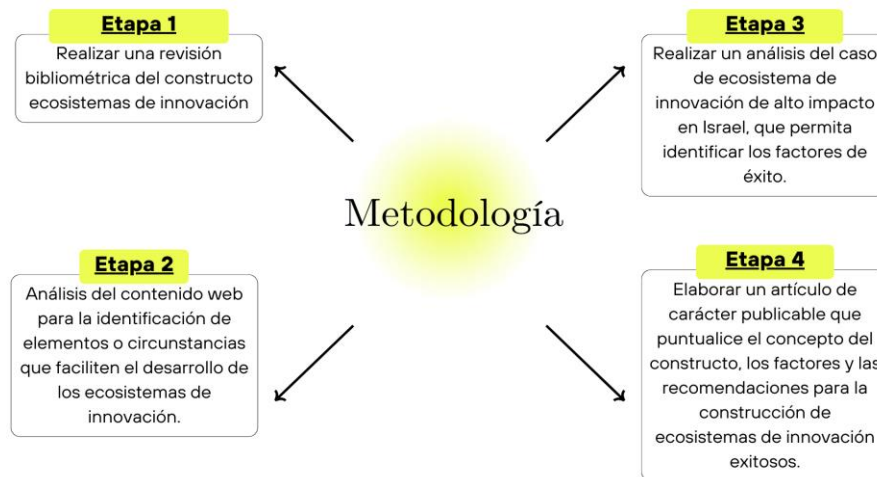 Etapa 1
Realizar una revisión
bibliométrica del constructo
ecosistemas de innovación
Etapa 3
Realizar un análisis del caso
de ecosistema de
innovación de alto impacto
en Israel, que permita
identificar los factores de
éxito.
Metodología
Etapa 2
Análisis del contenido web
para la identificación de
elementos o circunstancias
que faciliten el desarrollo de
los ecosistemas de
innovación.
Etapa 4
Elaborar un artículo de
carácter publicable que
puntualice el concepto del
constructo, los factores y las
recomendaciones para la
construcción de
ecosistemas de innovación
exitosos.